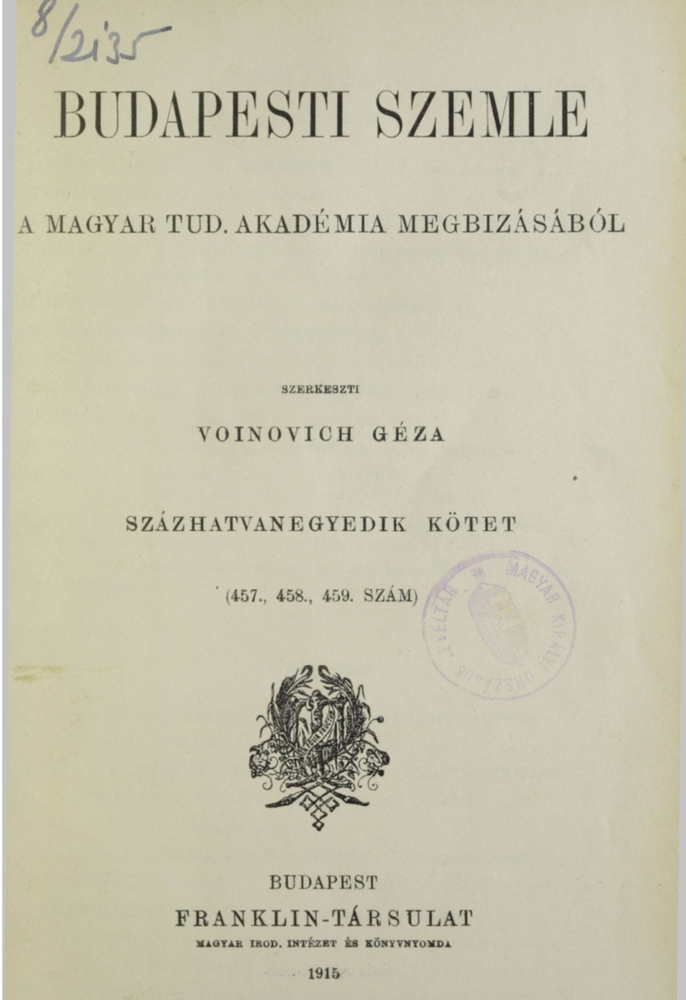 8/2135
BUDAPESTI SZEMLE
A MAGYAR TUD. AKADÉMIA MEGBIZÁSÁBÓL
SZERKESZTI
VOINOVICH GÉZA
SZÁZHATVANEGYEDIK KÖTET
(457., 458., 459. SZÁM)
MAGYAR KIRÁLYI ORSZÁGOS LEVÉLTÁR
BUDAPEST
FRANKLIN-TÁRSULAT
MAGYAR IROD. INTÉZET ÉS KÖNYVNYOMDA
1915